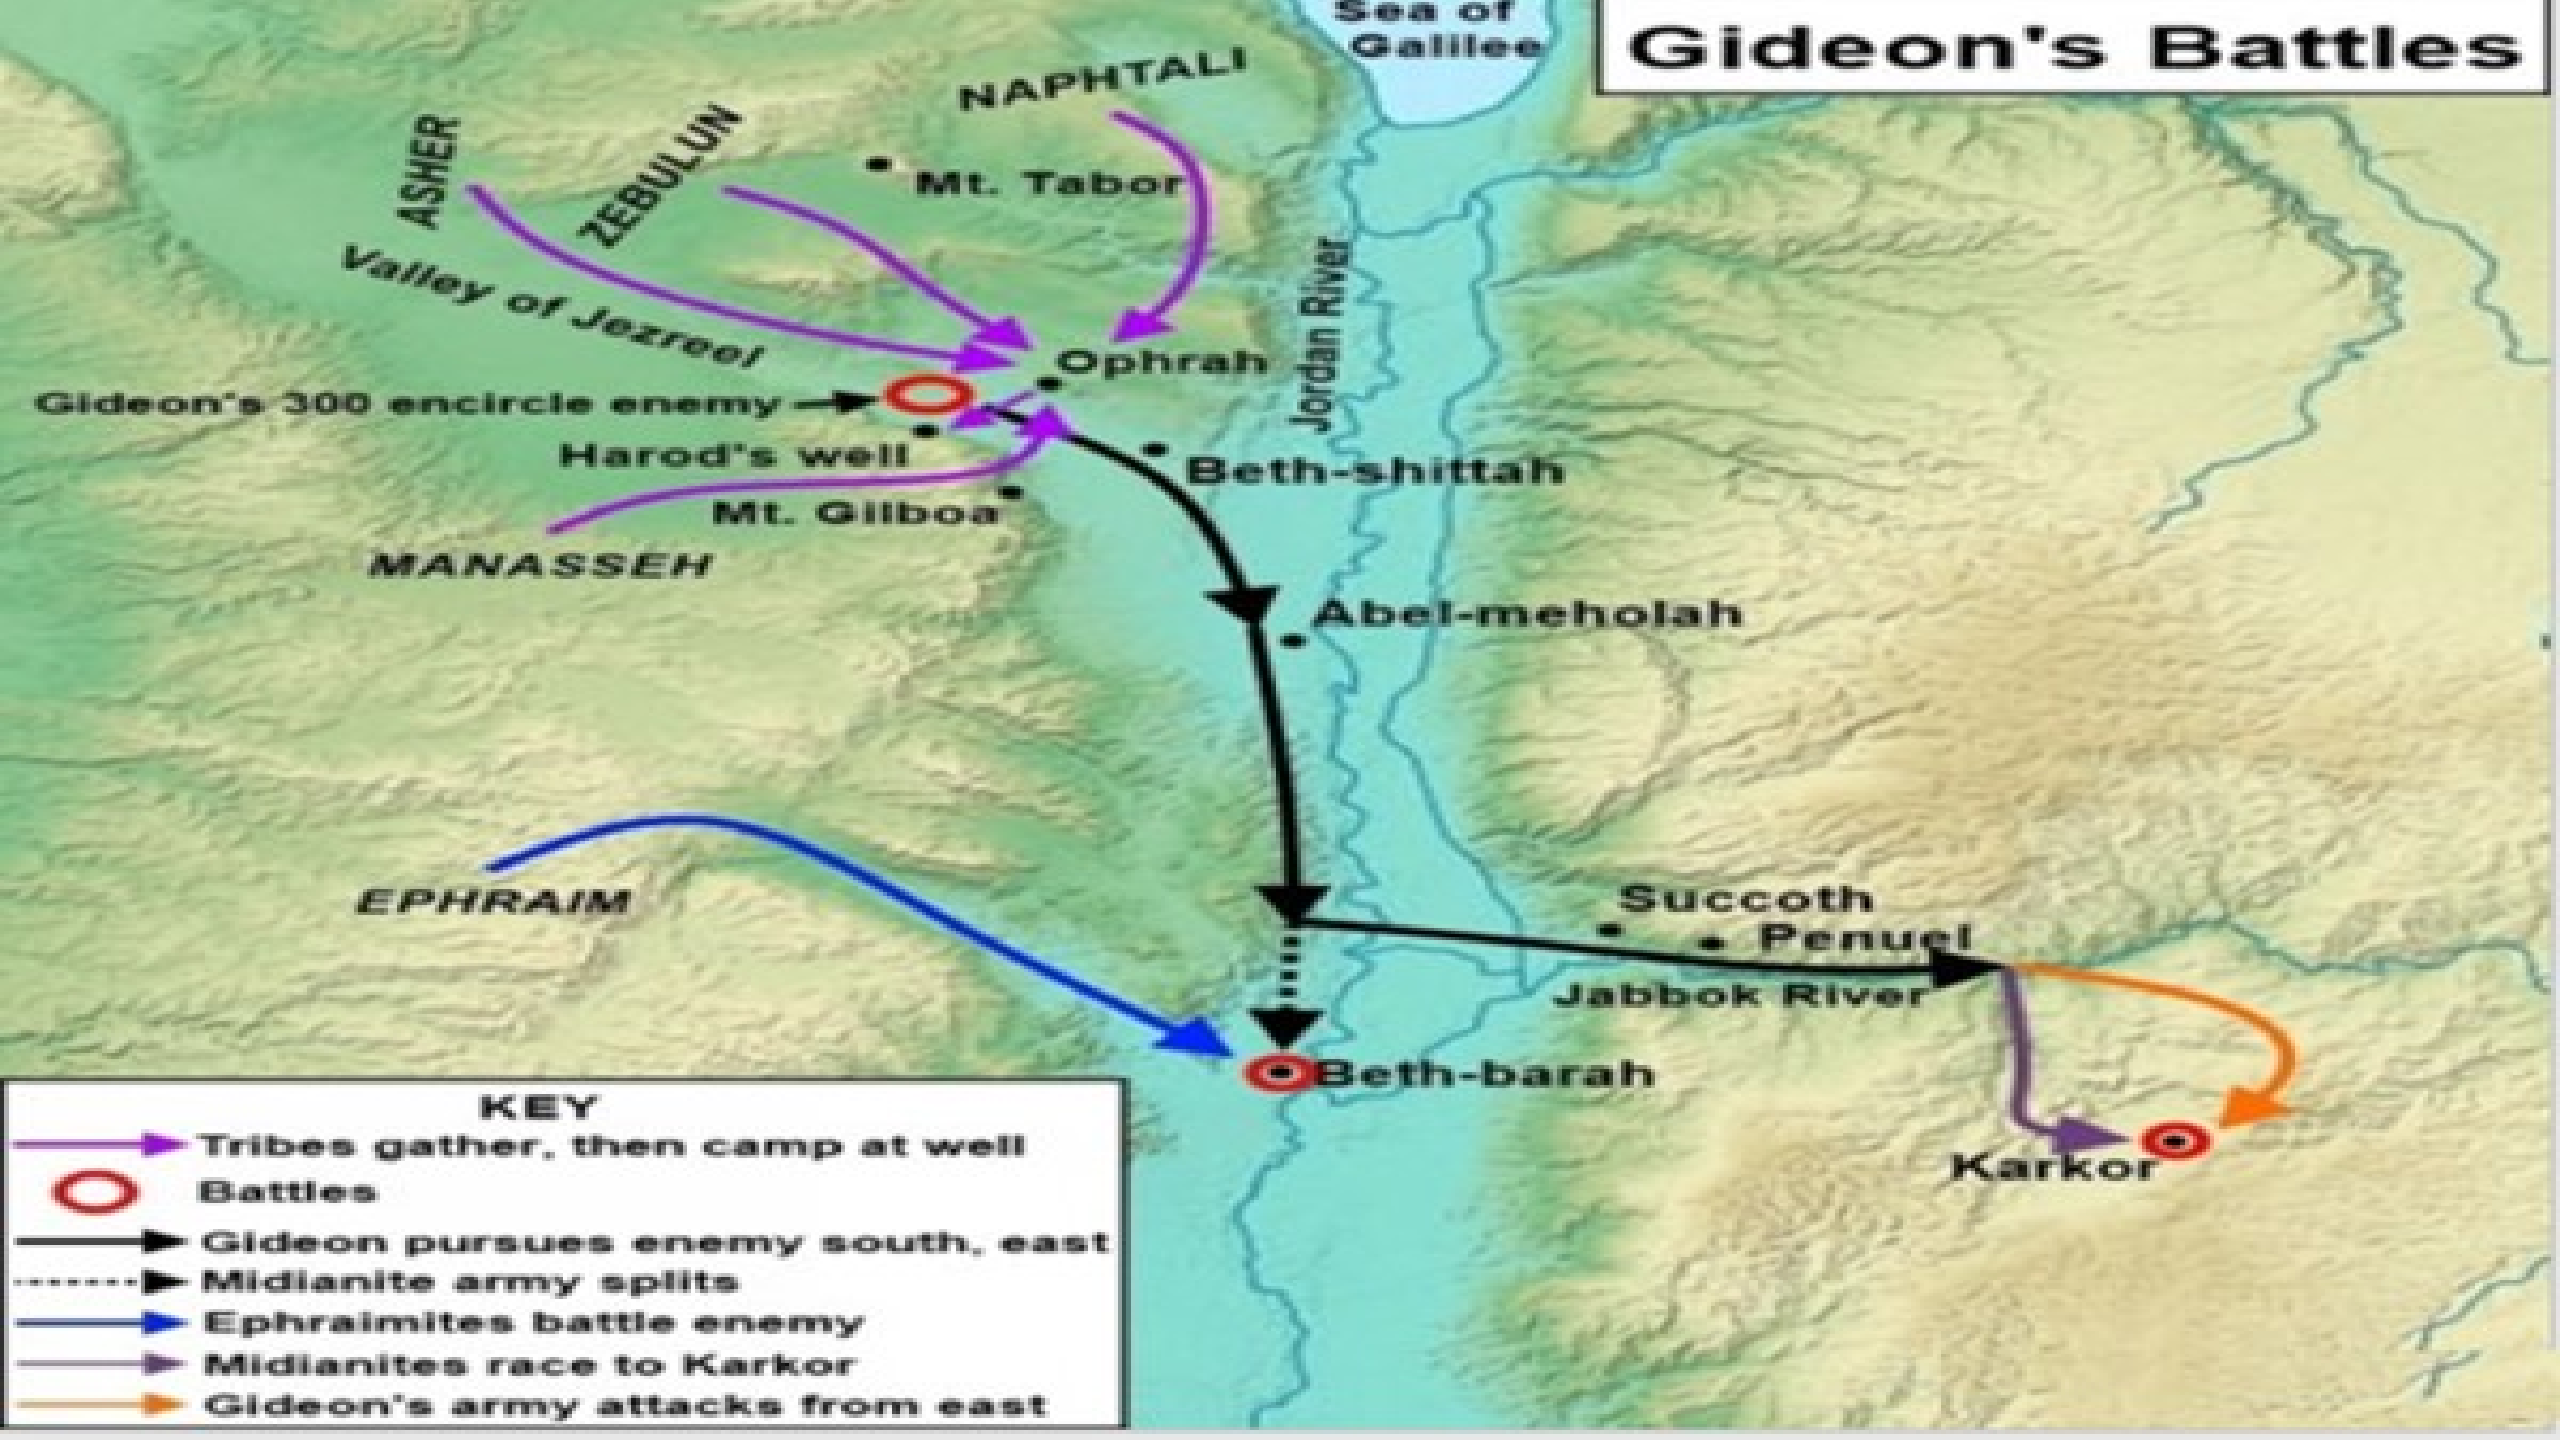 Sea of
Galilee
Gideon's Battles
NAPHTALI
ASHER
ZEBULUN
Mt. Tabor
Valley of Jezreel
Jordan River
Ophrah
Gideon's 300 encircle enemy
Harod's well
Beth-shittah
Mt. Gilboa
MANASSEH
Abel-meholah
EPHRAIM
Succoth
Penuel
Jabbok River
Beth-barah
Karkor
KEY
Tribes gather, then camp at well
Battles
Gideon pursues enemy south, east
Midianite army splits
Ephraimites battle enemy
Midianites race to Karkor
Gideon's army attacks from east